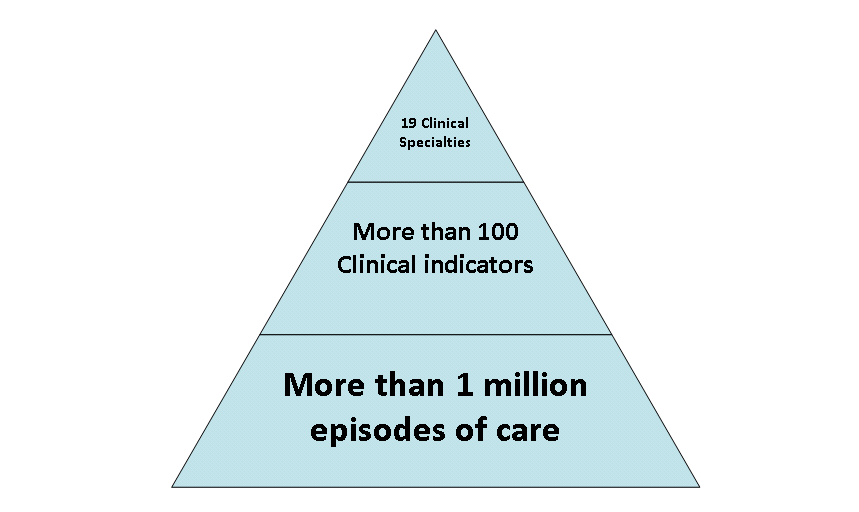 19 Clinical
Specialties
More than 100
Clinical indicators
More than 1 million
episodes of care